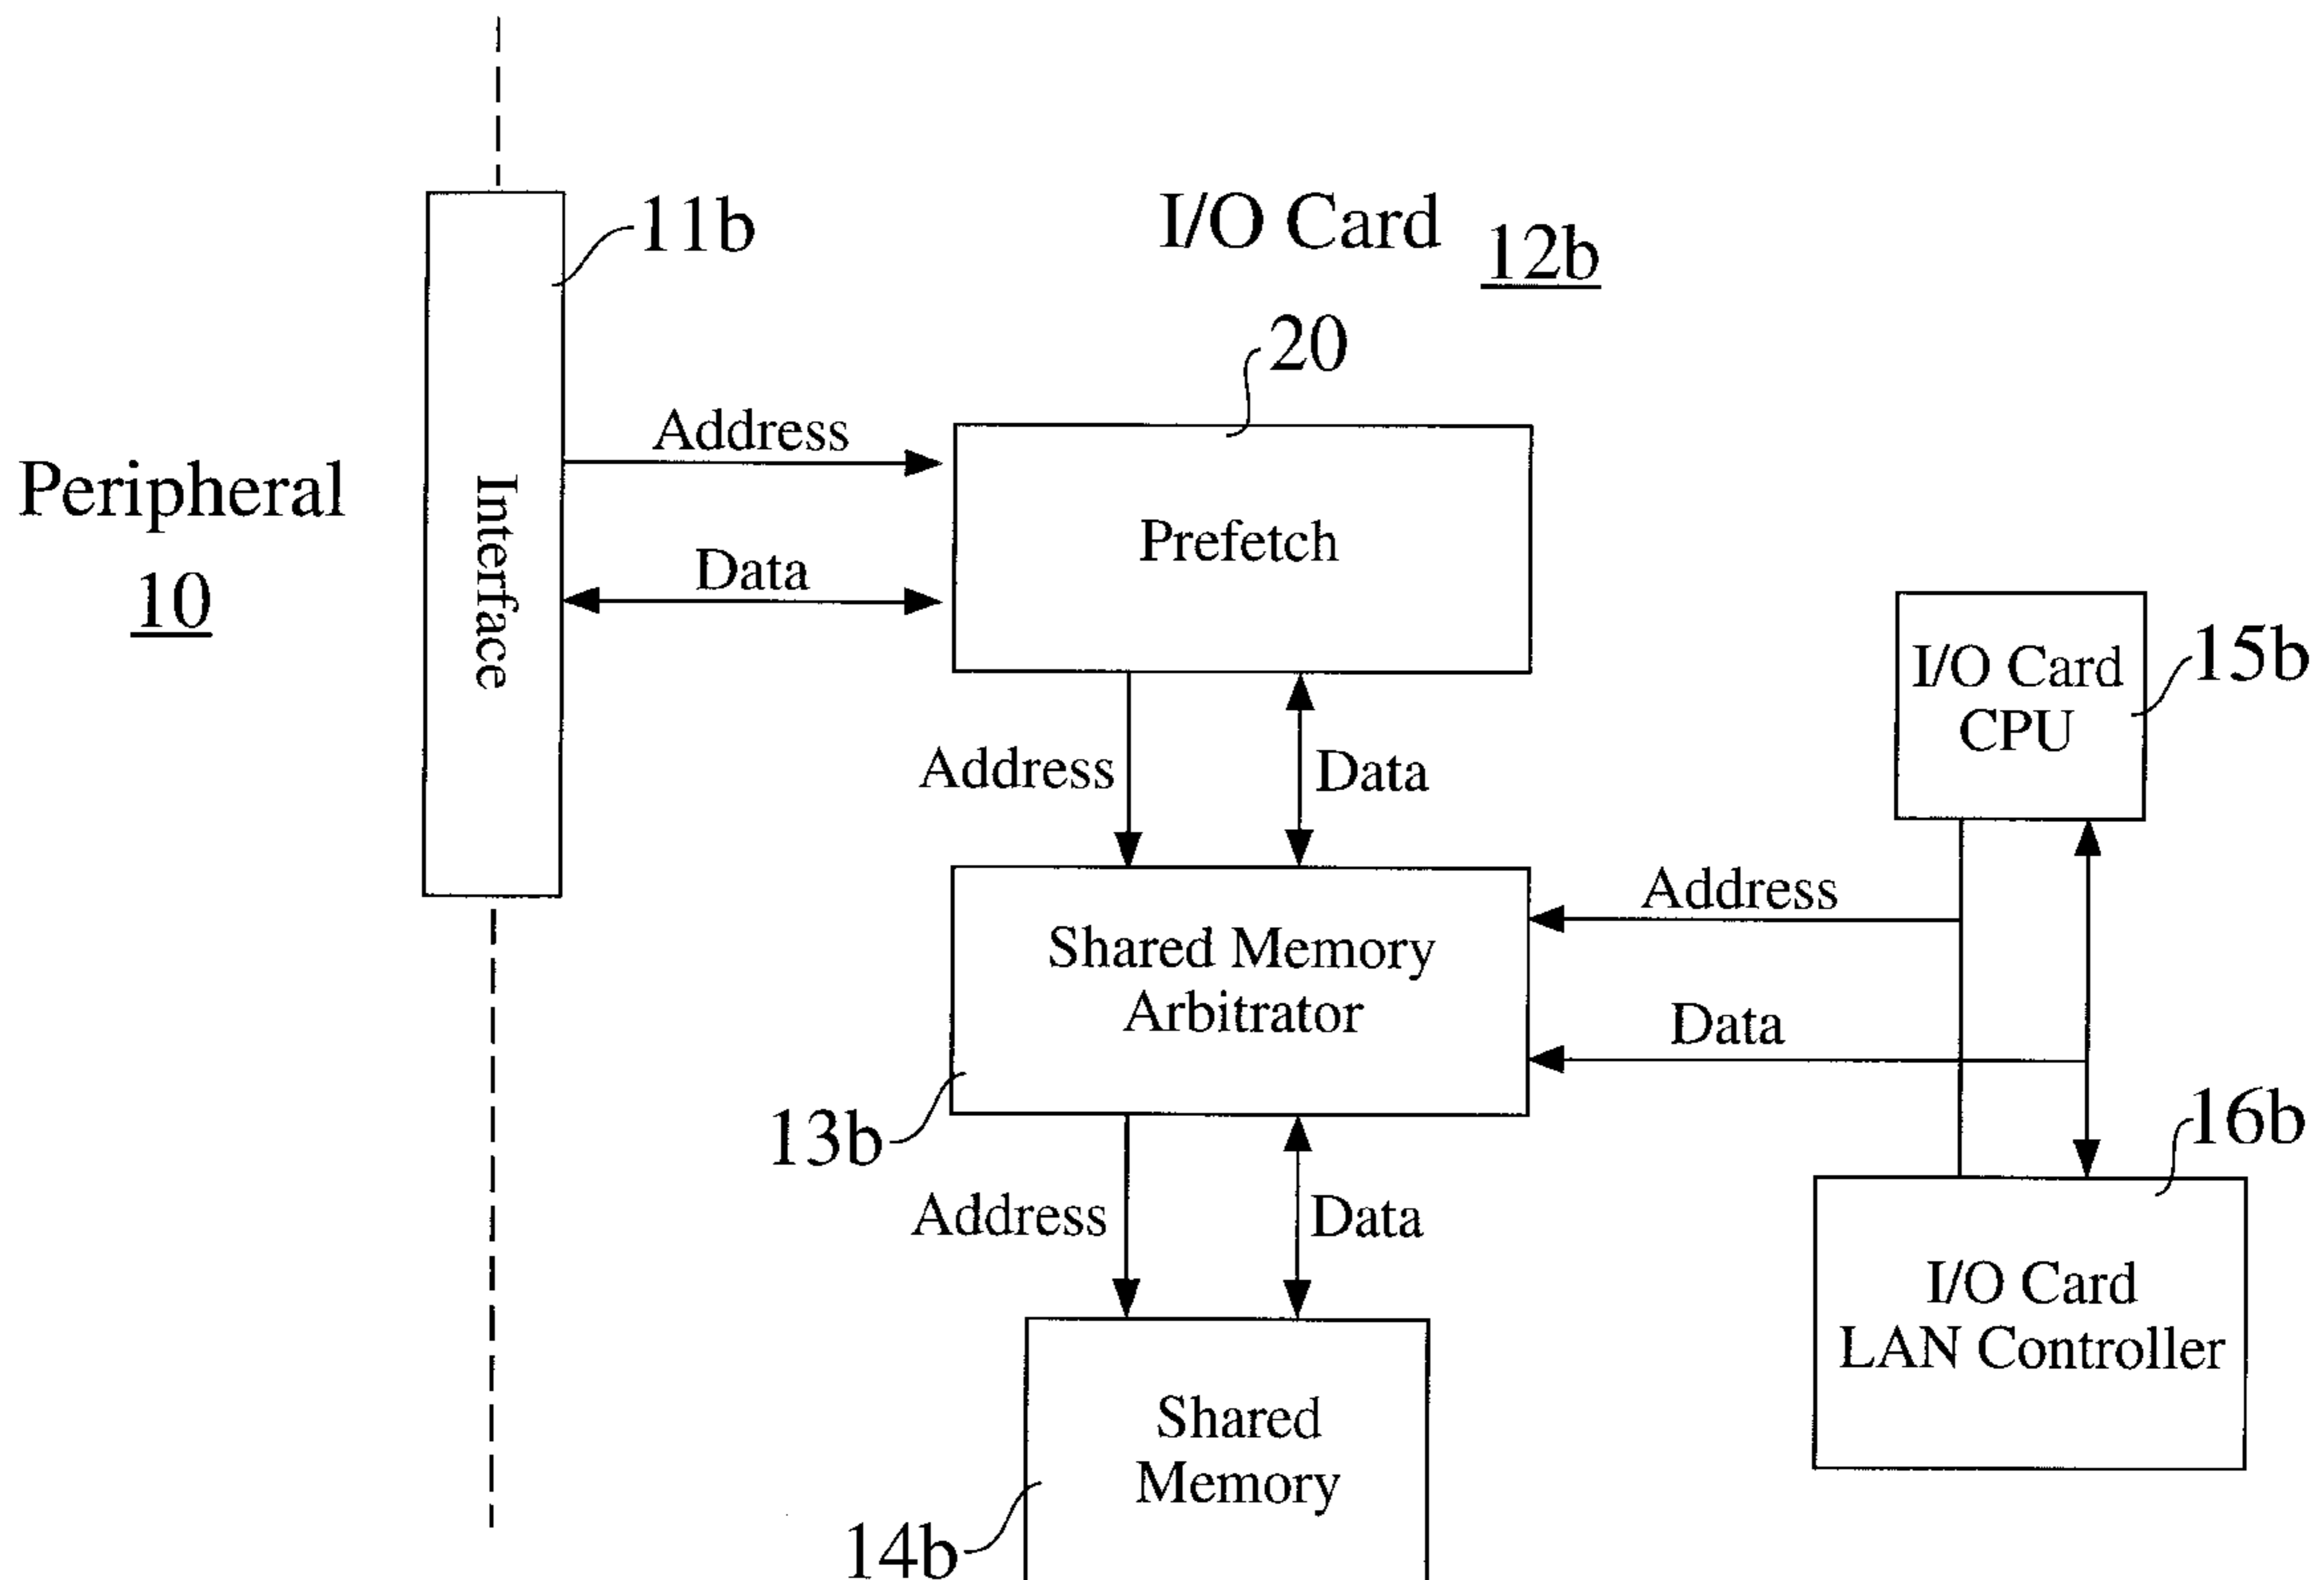 11b
I/O Card
12b
20
Peripheral
10
Interface
Address
Data
Prefetch
I/O Card
CPU
15b
Address
Data
Address
Data
Shared Memory
Arbitrator
13b
16b
Address
Data
I/O Card
LAN Controller
Shared
Memory
14b